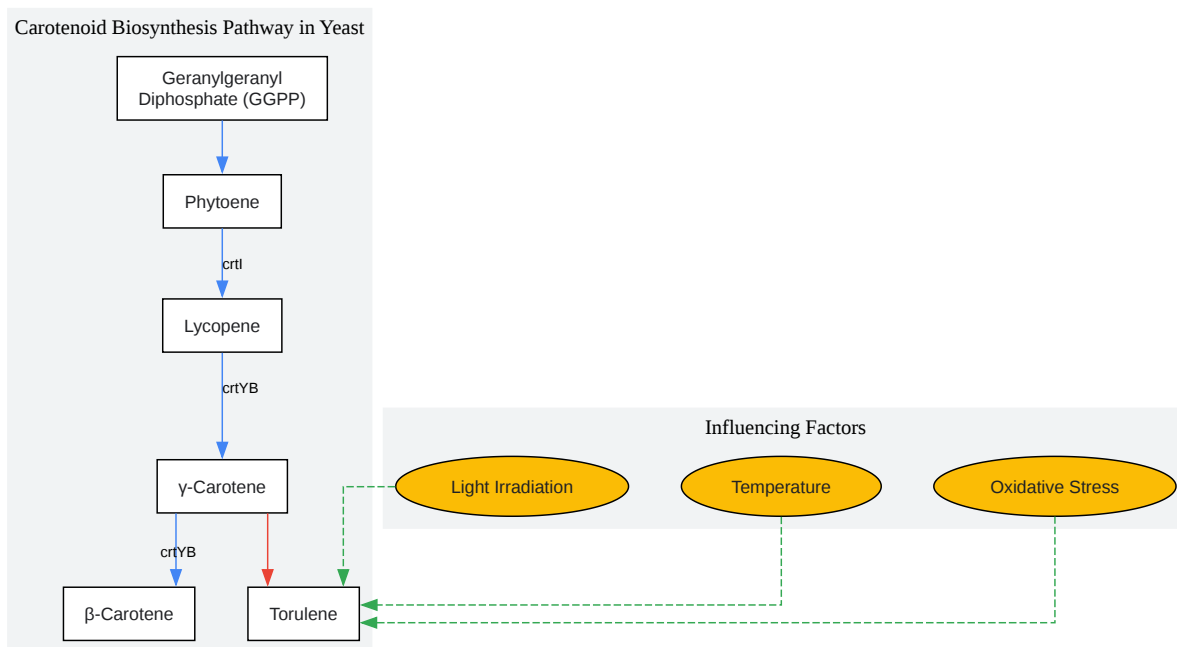 Carotenoid Biosynthesis Pathway in Yeast
Geranylgeranyl
Diphosphate (GGPP)
Phytoene
crtI
Lycopene
crtYB
γ-Carotene
crtYB
β-Carotene
Torulene
Influencing Factors
Light Irradiation
Temperature
Oxidative Stress